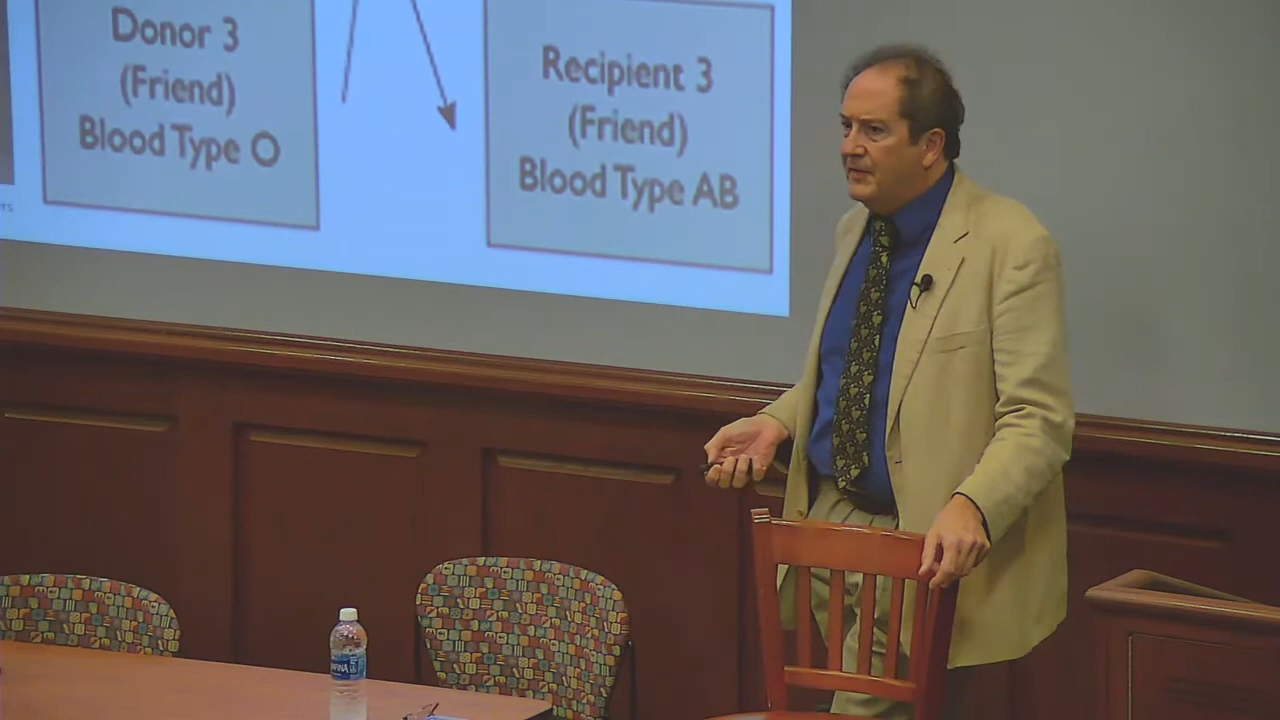 Donor 3
(Friend)
Blood Type O
Recipient 3
(Friend)
Blood Type AB